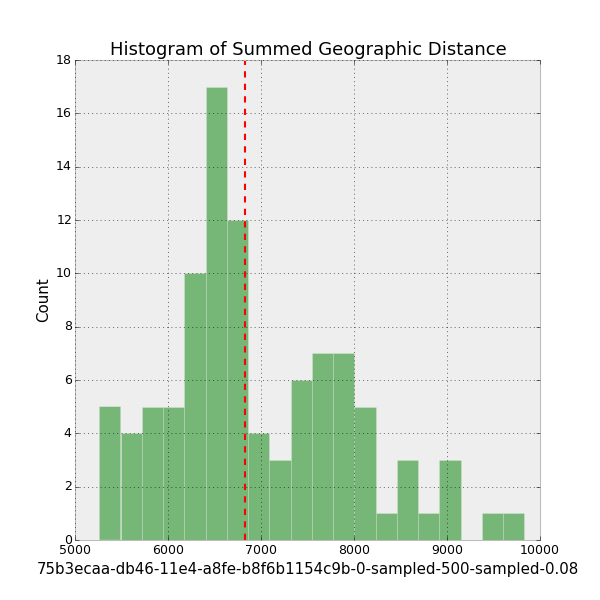 Histogram of Summed Geographic Distance
18
16
14
12
10
8
6
4
2
0
Count
5000 6000 7000 8000 9000 10000
75b3ecaa-db46-11e4-a8fe-b8f6b1154c9b-0-sampled-500-sampled-0.08